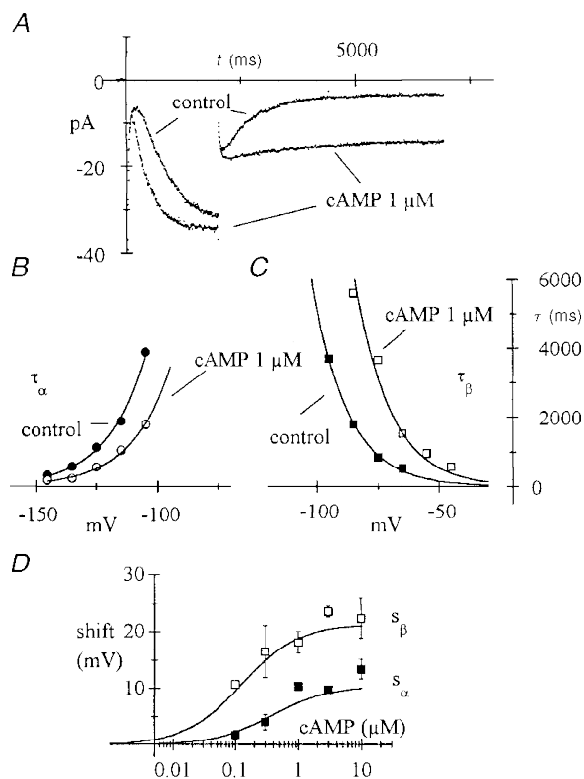 A
t (ms)
5000
0
control
pA
-20
cAMP 1 μM
-40
B
C
6000
τ (ms)
cAMP 1 μM
cAMP 1 μM
τα
4000
τβ
control
control
2000
0
-150
-100
-100
-50
mV
mV
D
30
shift
(mV)
20
sβ
10
sα
cAMP (μM)
0
0.01
0.1
1
10